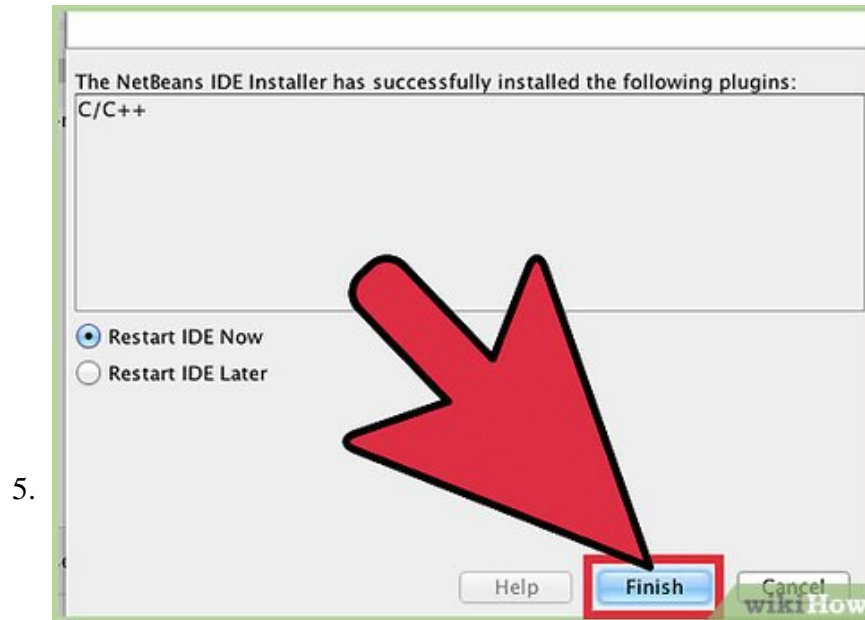 The NetBeans IDE Installer has successfully installed the following plugins:
C/C++
Restart IDE Now
Restart IDE Later
5.
Help Finish Cancel
wikiHow